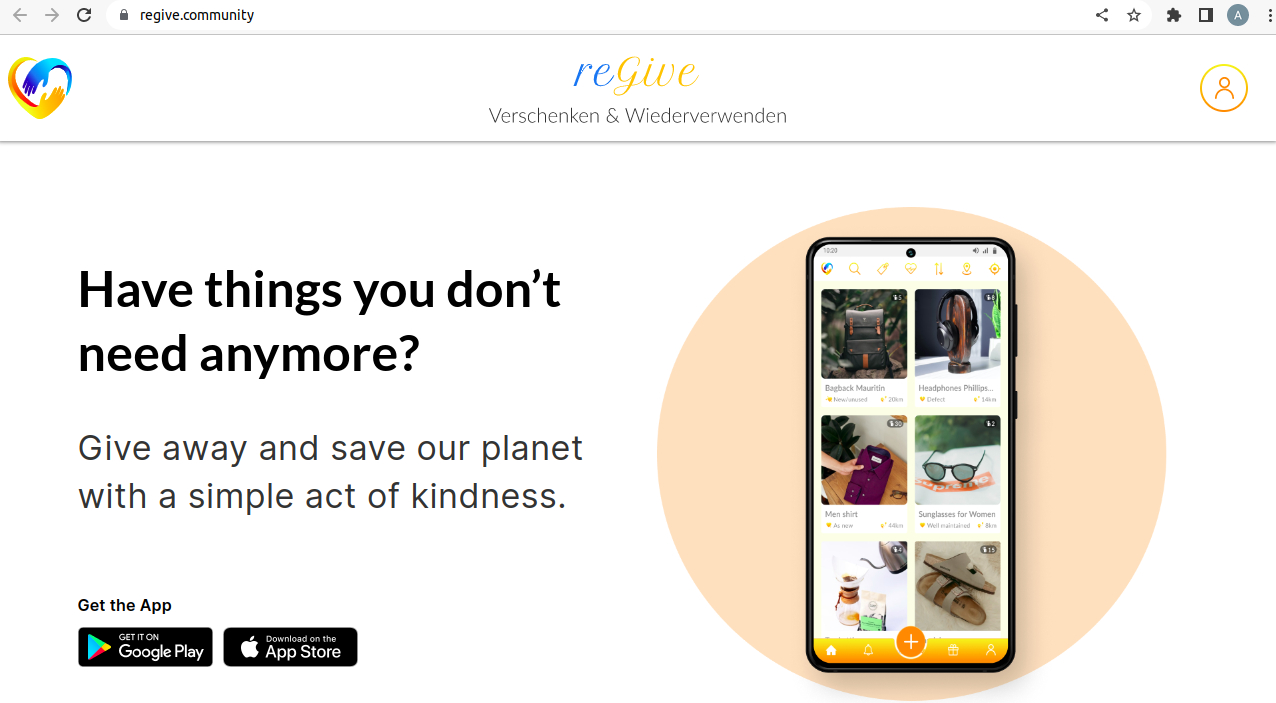 regive.community
A
reGive
Verschenken & Wiederverwenden
Have things you don’t
need anymore?
Give away and save our planet
with a simple act of kindness.
Get the App
GET IT ON
Google Play
Download on the
App Store
10:20
5
6
Bagback Mauritin
New/unused
20km
Headphones Phillips...
Defect
14km
30
2
Men shirt
As new
44km
Sunglasses for Women
Well maintained
8km
4
15